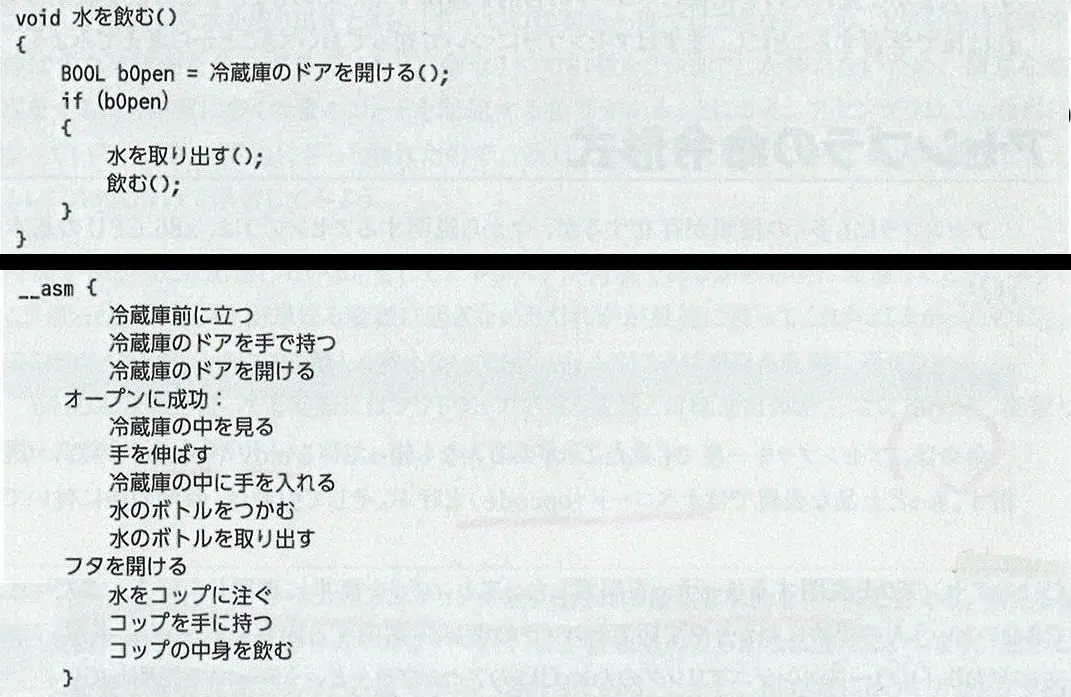 void 水を飲む()
{
BOOL bOpen = 冷蔵庫のドアを開ける();
if (bOpen)
{
水を取り出す();
飲む();
}
}
__asm {
冷蔵庫前に立つ
冷蔵庫のドアを手で持つ
冷蔵庫のドアを開ける
オープンに成功:
冷蔵庫の中を見る
手を伸ばす
冷蔵庫の中に手を入れる
水のボトルをつかむ
水のボトルを取り出す
フタを開ける
水をコップに注ぐ
コップを手に持つ
コップの中身を飲む
}